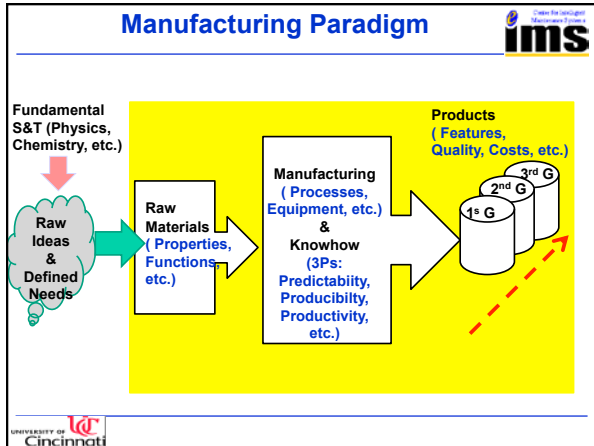 Manufacturing Paradigm
Center for Intelligent
Maintenance Systems
ims
Fundamental
S&T (Physics,
Chemistry, etc.)
Raw
Ideas
&
Defined
Needs
Raw
Materials
( Properties,
Functions,
etc.)
Manufacturing
( Processes,
Equipment, etc.)
&
Knowhow
(3Ps:
Predictabiity,
Producibilty,
Productivity,
etc.)
Products
( Features,
Quality, Costs, etc.)
3rd G
2nd G
1s G
UNIVERSITY OF
UC
Cincinnati